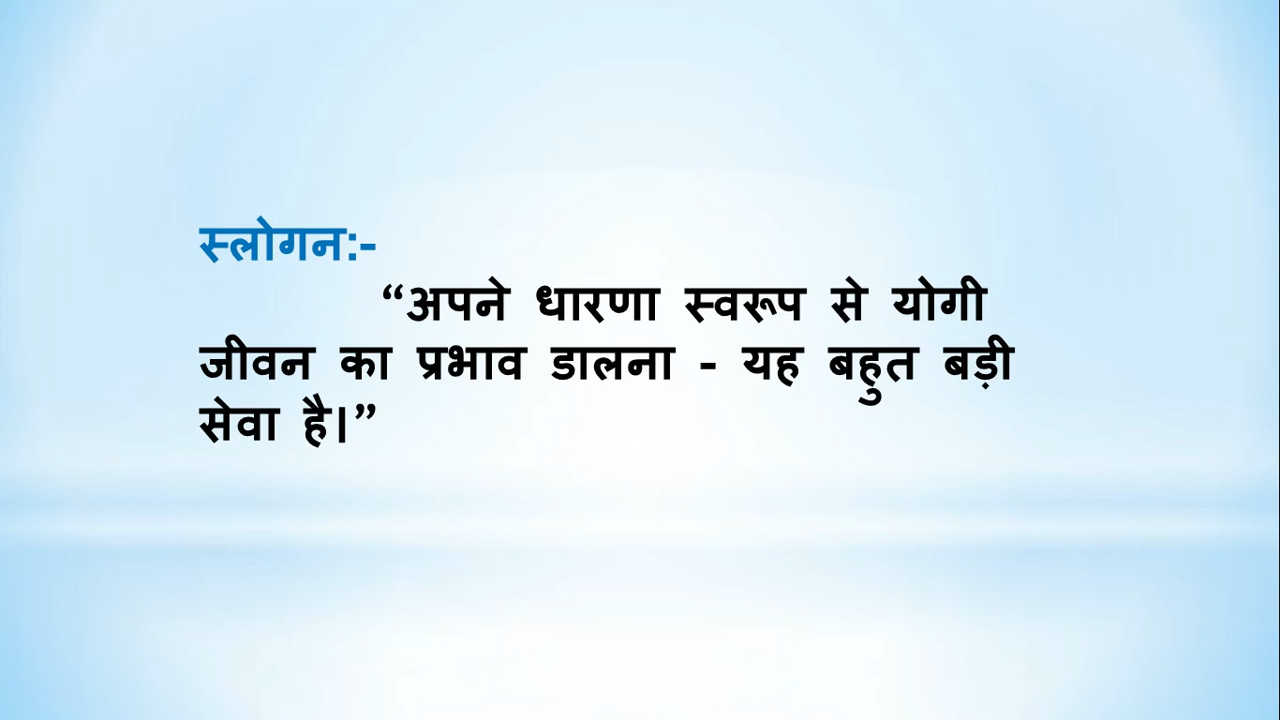 स्लोगन:-
“अपने धारणा स्वरूप से योगी
जीवन का प्रभाव डालना - यह बहुत बड़ी
सेवा है।”